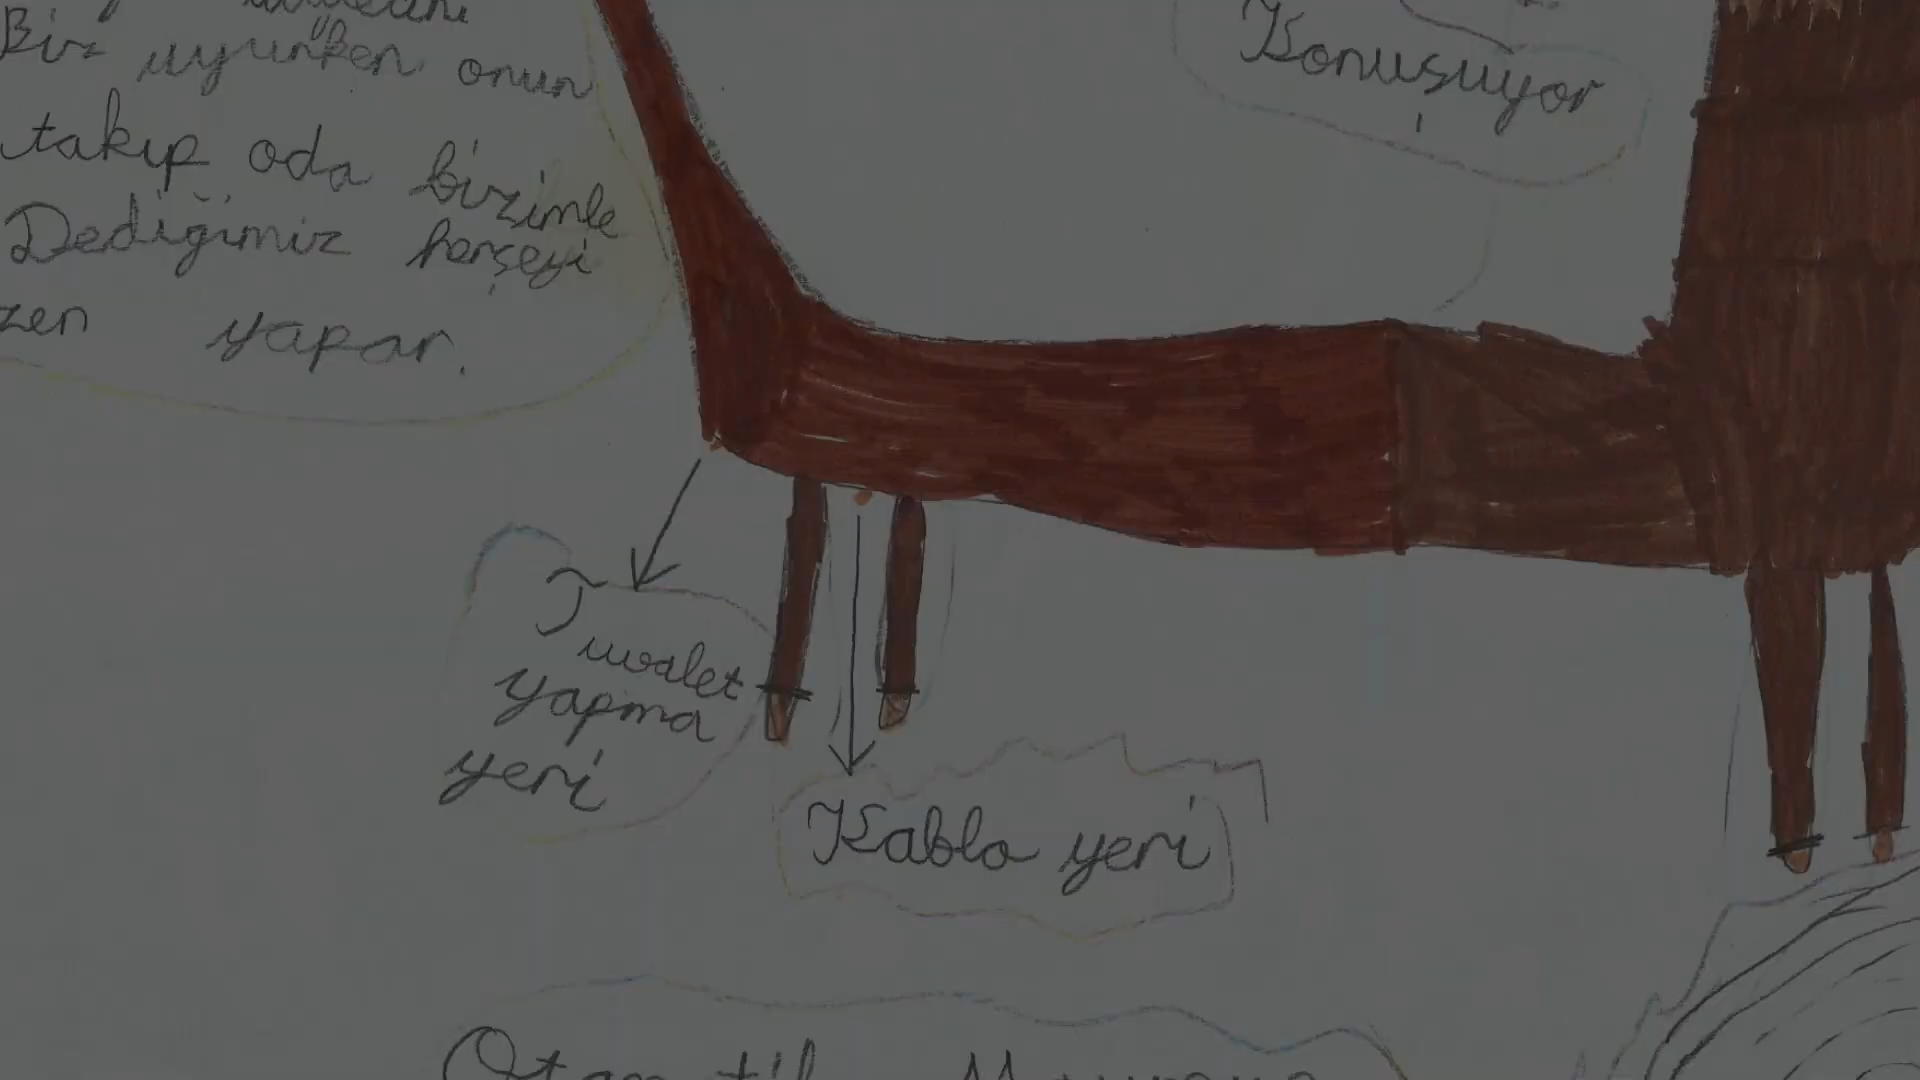 Biz uyurken onun
takıp oda bizimle
Dediğimiz herşeyi
zen yapar.
Konuşuyor
Tuvalet
yapma
yeri
Kablo yeri